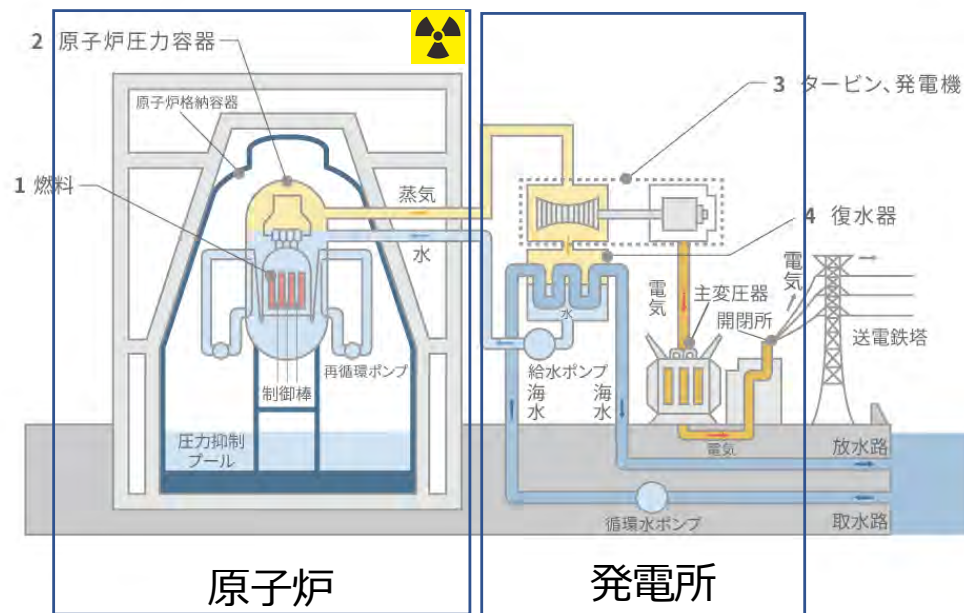 2 原子炉圧力容器
原子炉格納容器
1 燃料
蒸気
水
再循環ポンプ
制御棒
圧力抑制
プール
原子炉
3 タービン、発電機
4 復水器
水
給水ポンプ
海水
海水
電気
主変圧器
開閉所
電気
送電鉄塔
電気
放水路
循環水ポンプ
取水路
発電所